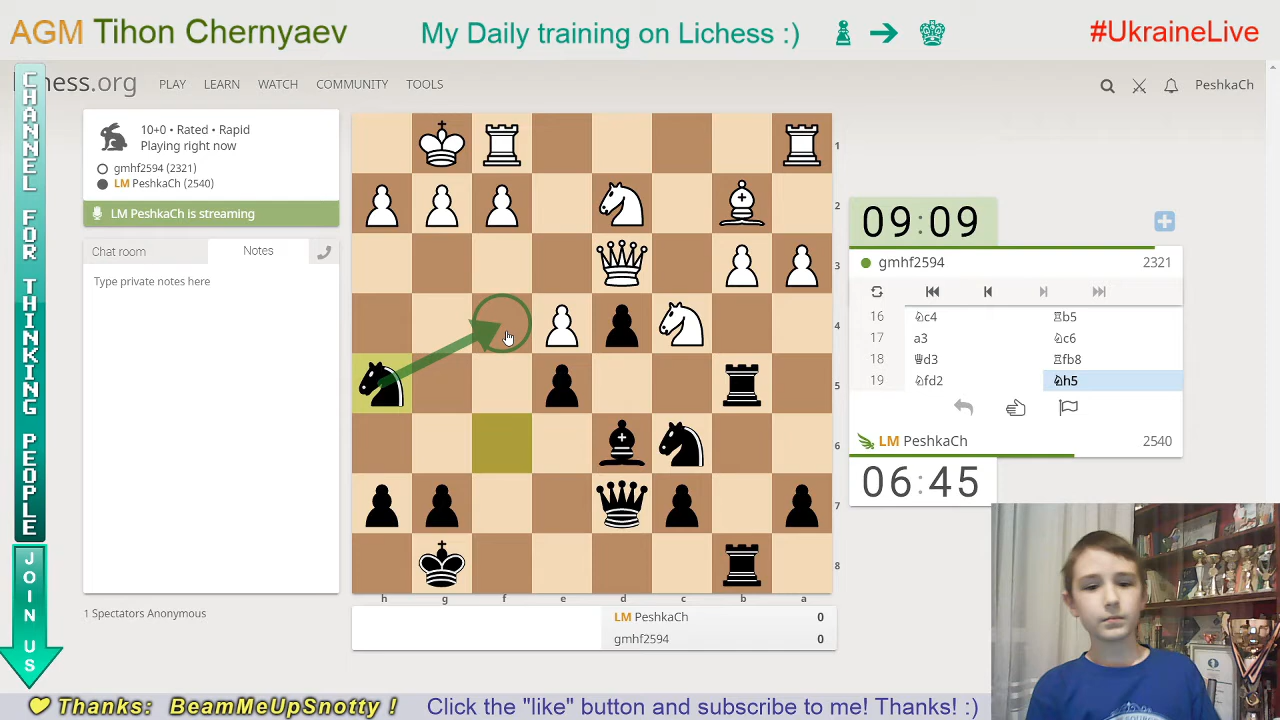 AGM Tihon Chernyaev
My Daily training on Lichess :)
#UkraineLive
CHANNEL FOR THINKING PEOPLE
JOIN US
hess.org
PLAY
LEARN
WATCH
COMMUNITY
TOOLS
PeshkaCh
10+0 • Rated • Rapid
Playing right now
gmhf2594 (2321)
LM PeshkaCh (2540)
LM PeshkaCh is streaming
Chat room
Notes
Type private notes here
1 Spectators Anonymous
1
2
3
4
5
6
7
8
h
g
f
e
d
c
b
a
LM PeshkaCh 0
gmhf2594 0
09:09
gmhf2594 2321
16 ♘c4 ♖b5
17 a3 ♘c6
18 ♕d3 ♖fb8
19 ♘fd2 ♘h5
LM PeshkaCh 2540
06:45
Thanks: BeamMeUpSnotty !
Click the "like" button and subscribe to me! Thanks! :)